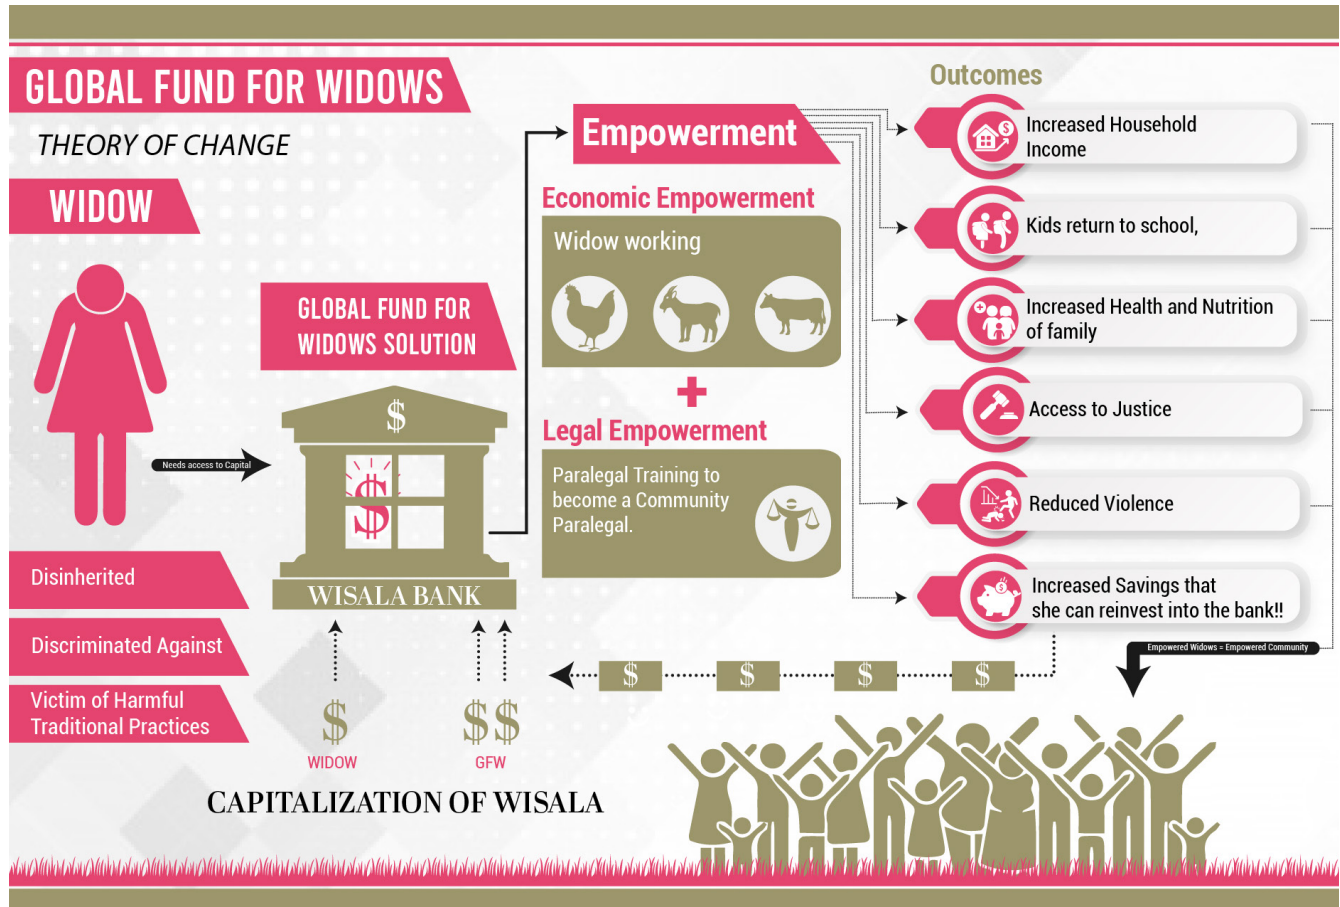 GLOBAL FUND FOR WIDOWS
THEORY OF CHANGE
WIDOW
Needs access to Capital
Disinherited
Discriminated Against
Victim of Harmful
Traditional Practices
GLOBAL FUND FOR
WIDOWS SOLUTION
$
$
WISALA BANK
$
$$
WIDOW
GFW
CAPITALIZATION OF WISALA
Empowerment
Economic Empowerment
Widow working
+
Legal Empowerment
Paralegal Training to
become a Community
Paralegal.
Outcomes
$
Increased Household
Income
Kids return to school,
+
Increased Health and Nutrition
of family
Access to Justice
Reduced Violence
$
Increased Savings that
she can reinvest into the bank!!
$ $ $ $
Empowered Widows = Empowered Community